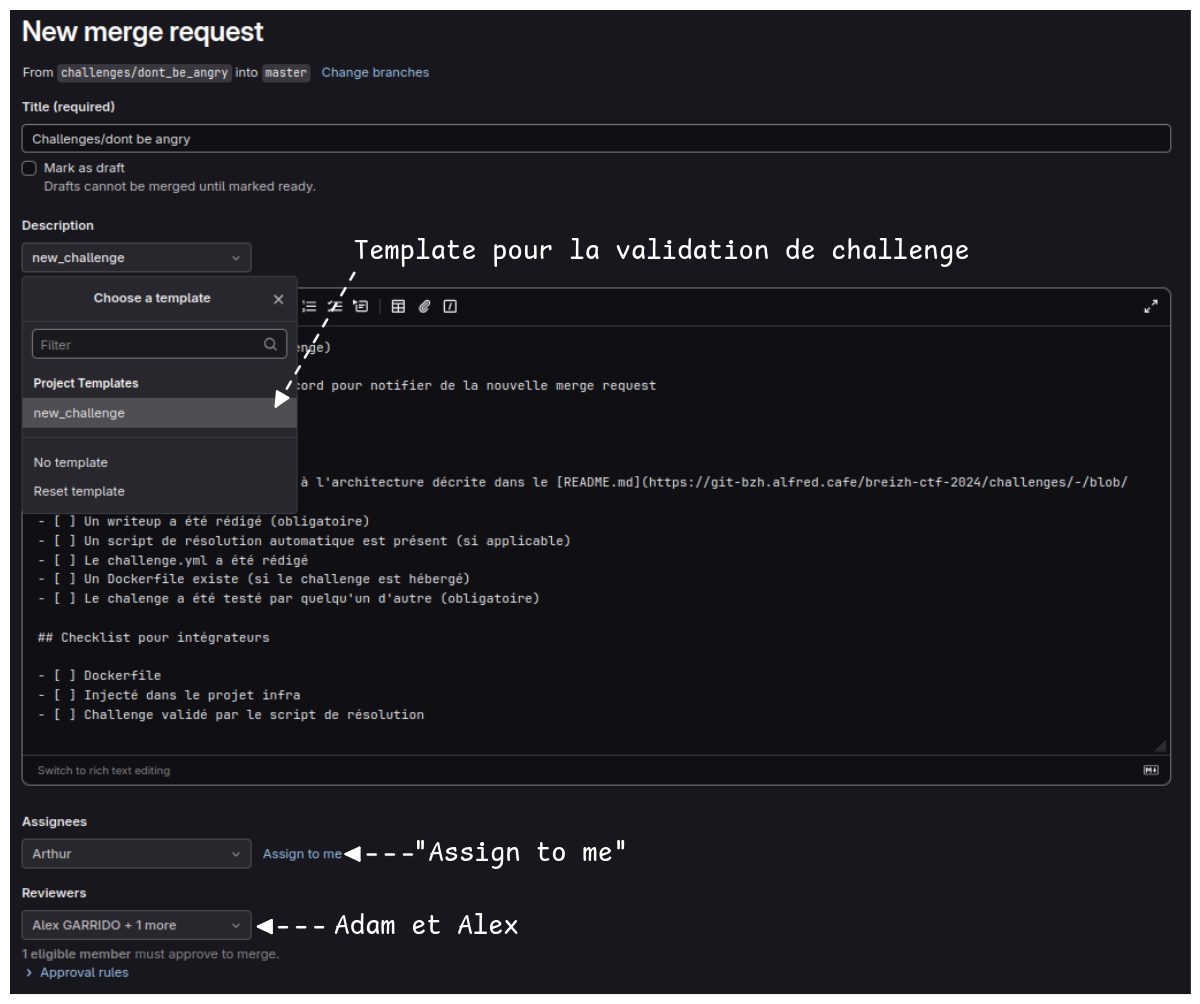 New merge request
From challenges/dont_be_angry into master Change branches
Title (required)
Challenges/dont be angry
Mark as draft
Drafts cannot be merged until marked ready.
Description
new_challenge
Template pour la validation de challenge
Choose a template
Filter
enge)
Project Templates
cord pour notifier de la nouvelle merge request
new_challenge
No template
à l'architecture décrite dans le [README.md](https://git-bzh.alfred.cafe/breizh-ctf-2024/challenges/-/blob/
Reset template
- [ ] Un writeup a été rédigé (obligatoire)
- [ ] Un script de résolution automatique est présent (si applicable)
- [ ] Le challenge.yml a été rédigé
- [ ] Un Dockerfile existe (si le challenge est hébergé)
- [ ] Le chalenge a été testé par quelqu'un d'autre (obligatoire)
## Checklist pour intégrateurs
- [ ] Dockerfile
- [ ] Injecté dans le projet infra
- [ ] Challenge validé par le script de résolution
Switch to rich text editing
Assignees
Arthur
Assign to me
"Assign to me"
Reviewers
Alex GARRIDO + 1 more
Adam et Alex
1 eligible member must approve to merge.
Approval rules